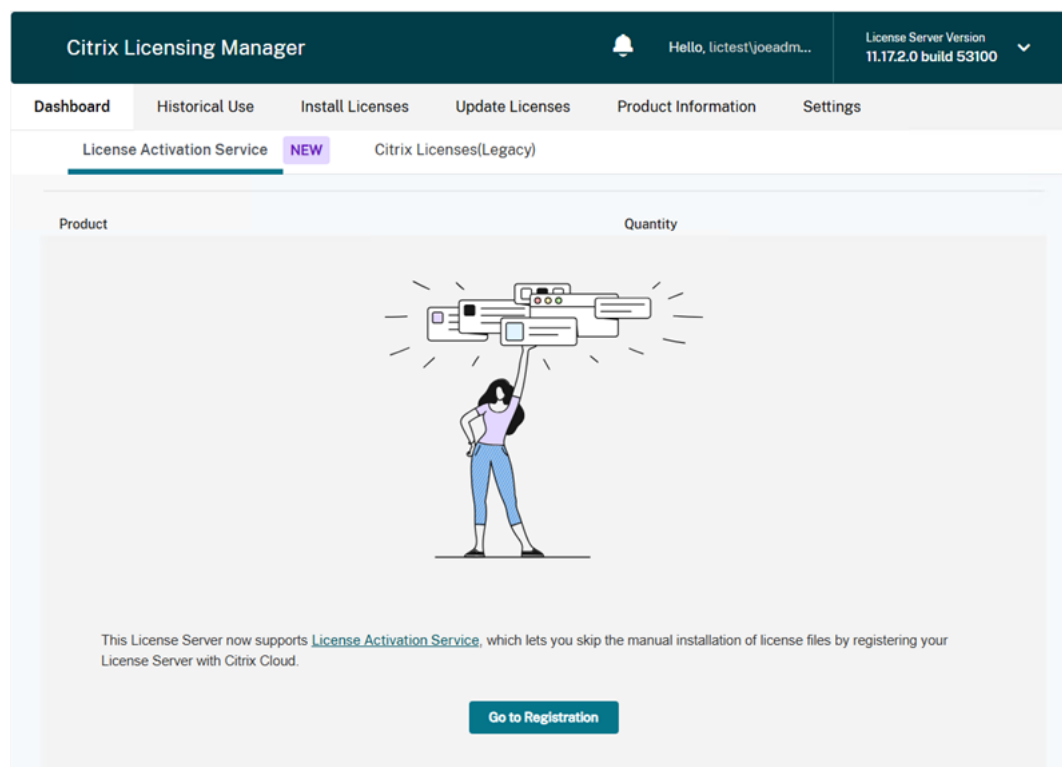 Citrix Licensing Manager
Hello, lictest\joeadm...
License Server Version
11.17.2.0 build 53100
Dashboard Historical Use Install Licenses Update Licenses Product Information Settings
License Activation Service NEW Citrix Licenses(Legacy)
Product Quantity
This License Server now supports License Activation Service, which lets you skip the manual installation of license files by registering your
License Server with Citrix Cloud.
Go to Registration